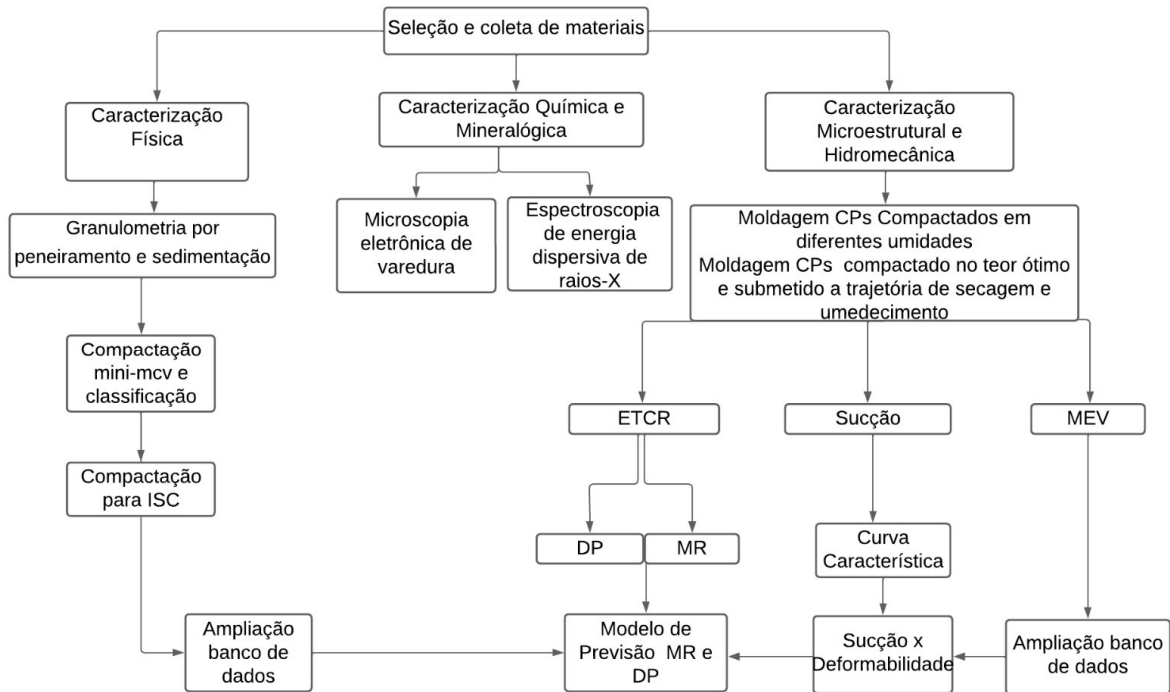 Seleção e coleta de materiais
Caracterização
Física
Caracterização Química e
Mineralógica
Caracterização
Microestrutural e
Hidromecânica
Granulometria por
peneiramento e sedimentação
Microscopia
eletrônica de
varedura
Espectroscopia
de energia
dispersiva de
raios-X
Moldagem CPs Compactados em
diferentes umidades
Moldagem CPs compactado no teor ótimo
e submetido a trajetória de secagem e
umedecimento
Compactação
mini-mcv e
classificação
ETCR
Sucção
MEV
Compactação
para ISC
DP
MR
Curva
Característica
Ampliação
banco de
dados
Modelo de
Previsão MR e
DP
Sucção x
Deformabilidade
Ampliação banco
de dados